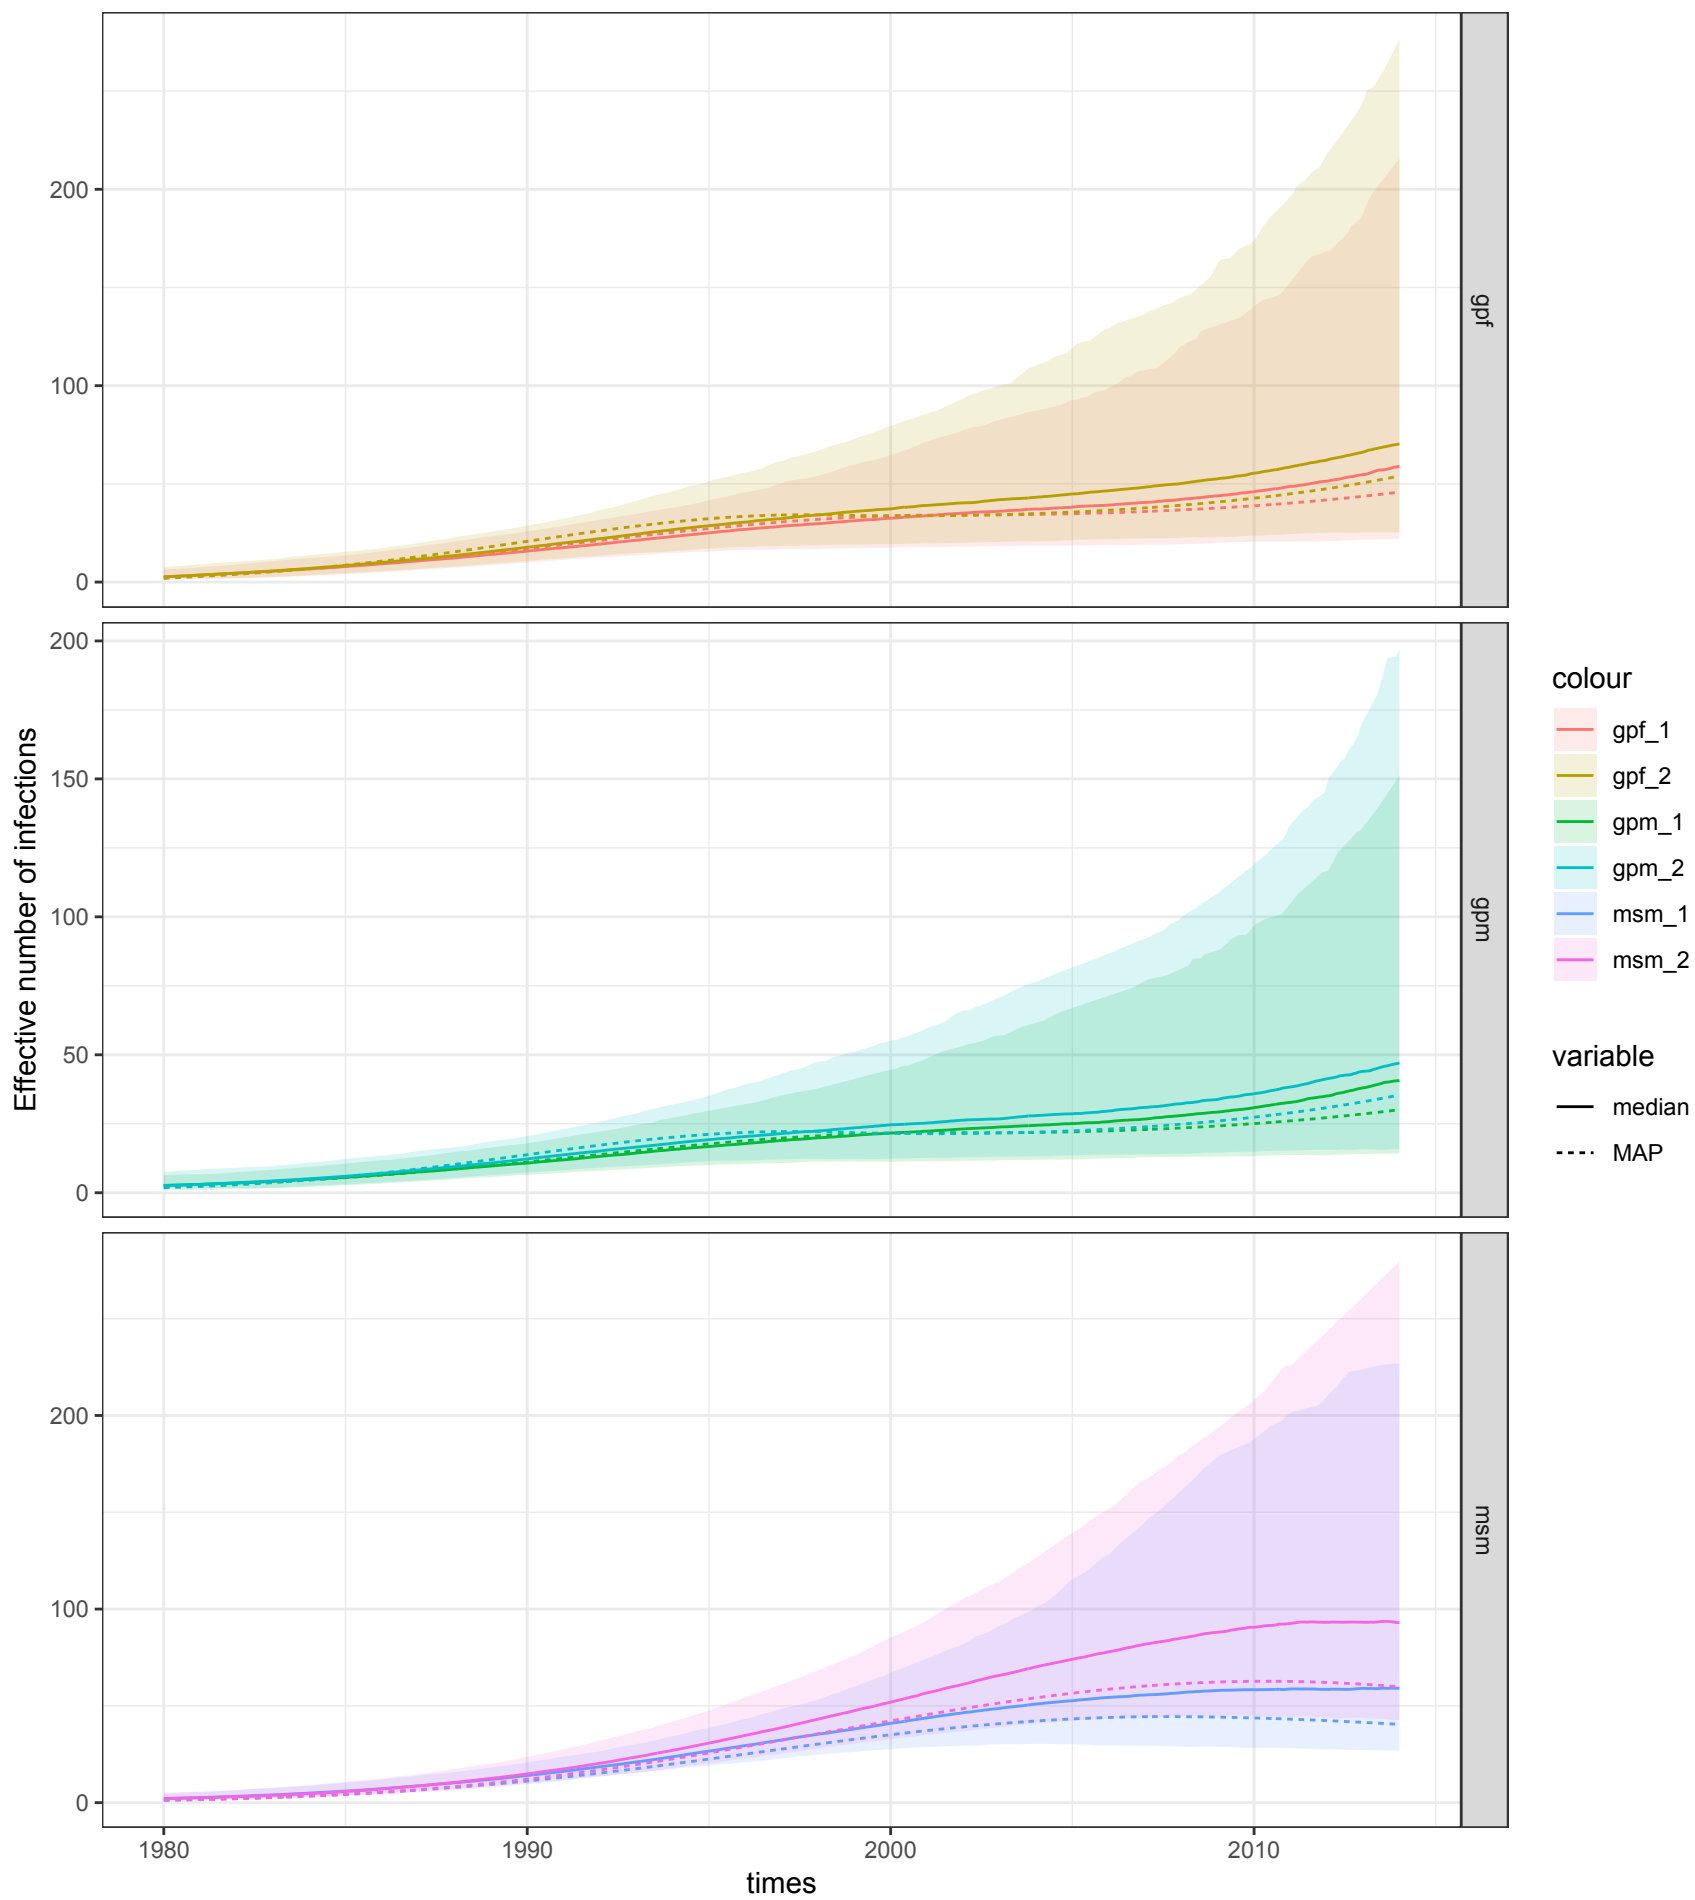 200
100
0
gpf
200
150
100
50
0
gpm
200
100
0
msm
1980
1990
2000
2010
times
Effective number of infections
colour
gpf_1
gpf_2
gpm_1
gpm_2
msm_1
msm_2
variable
median
MAP